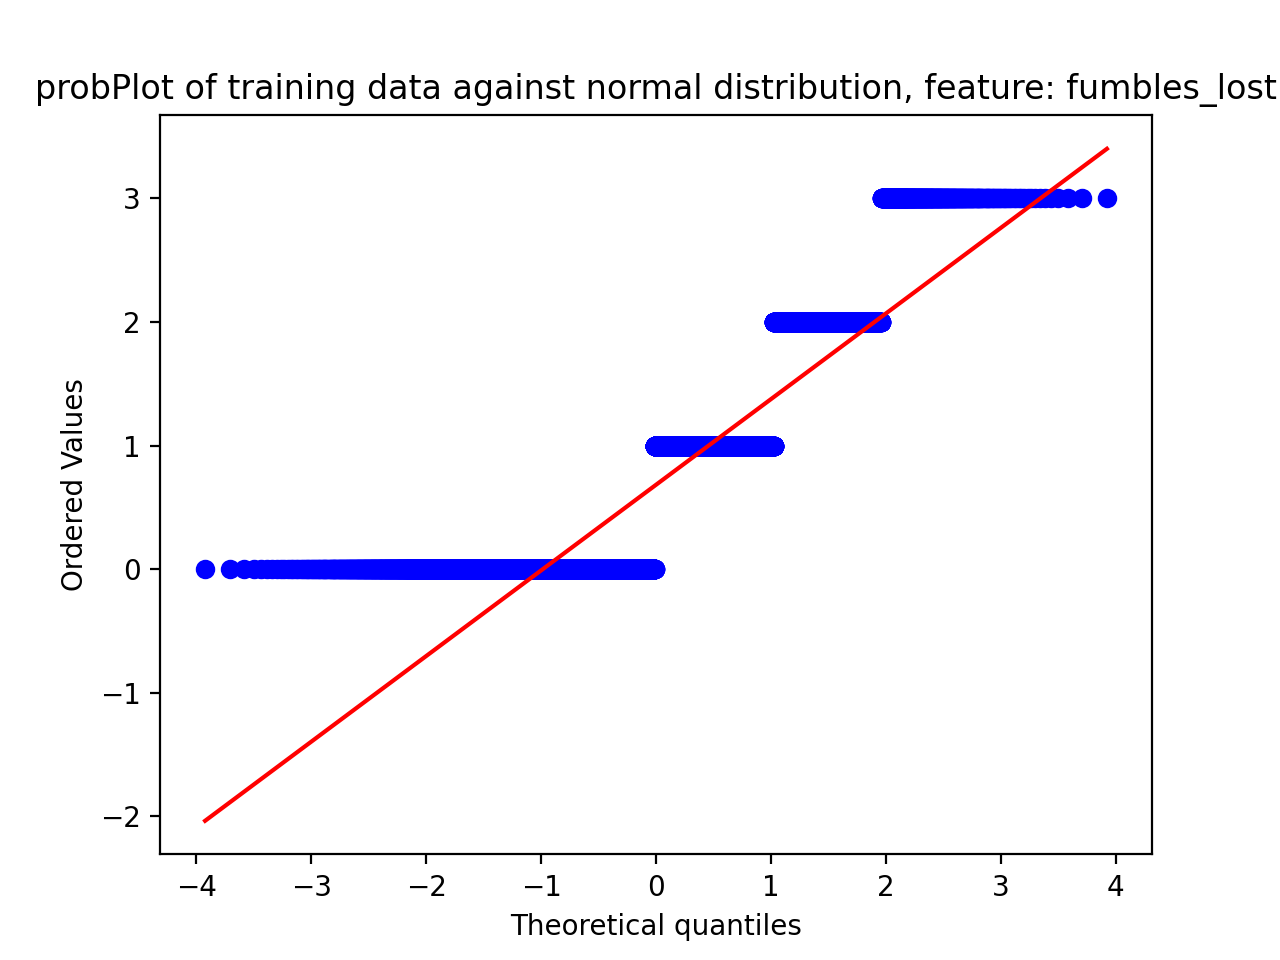 probPlot of training data against normal distribution, feature: fumbles_lost
3
2
1
0
−1
−2
Ordered Values
−4 −3 −2 −1 0 1 2 3 4
Theoretical quantiles